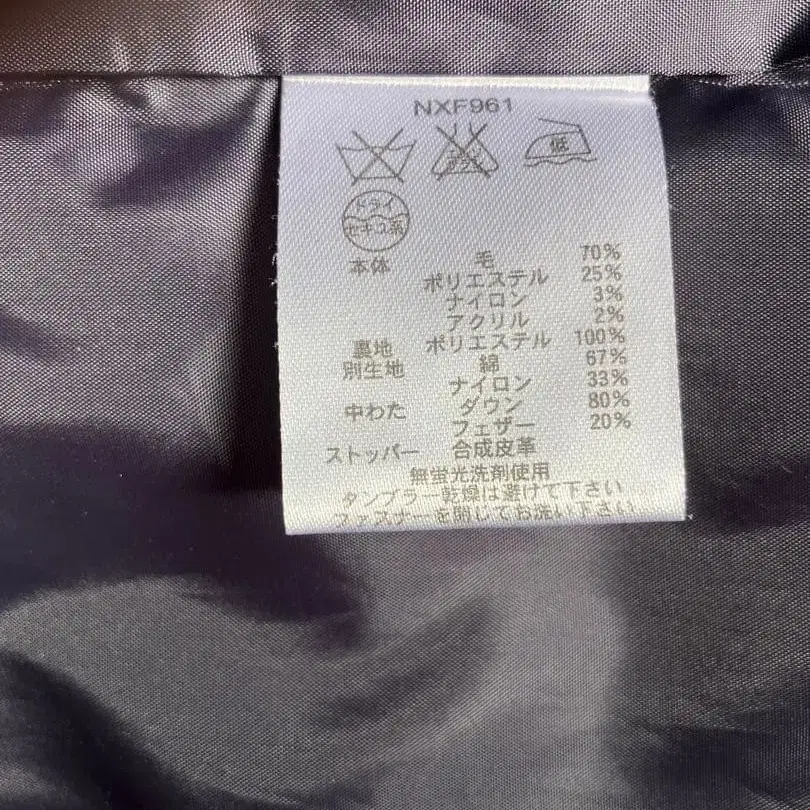 NXF961
低
ドライ
セキユ系
本体 毛 70%
ポリエステル 25%
ナイロン 3%
アクリル 2%
裏地 ポリエステル 100%
別生地 綿 67%
ナイロン 33%
中わた ダウン 80%
フェザー 20%
ストッパー 合成皮革
無蛍光洗剤使用
タンブラー乾燥は避けて下さい
ファスナーを閉じてお洗い下さい